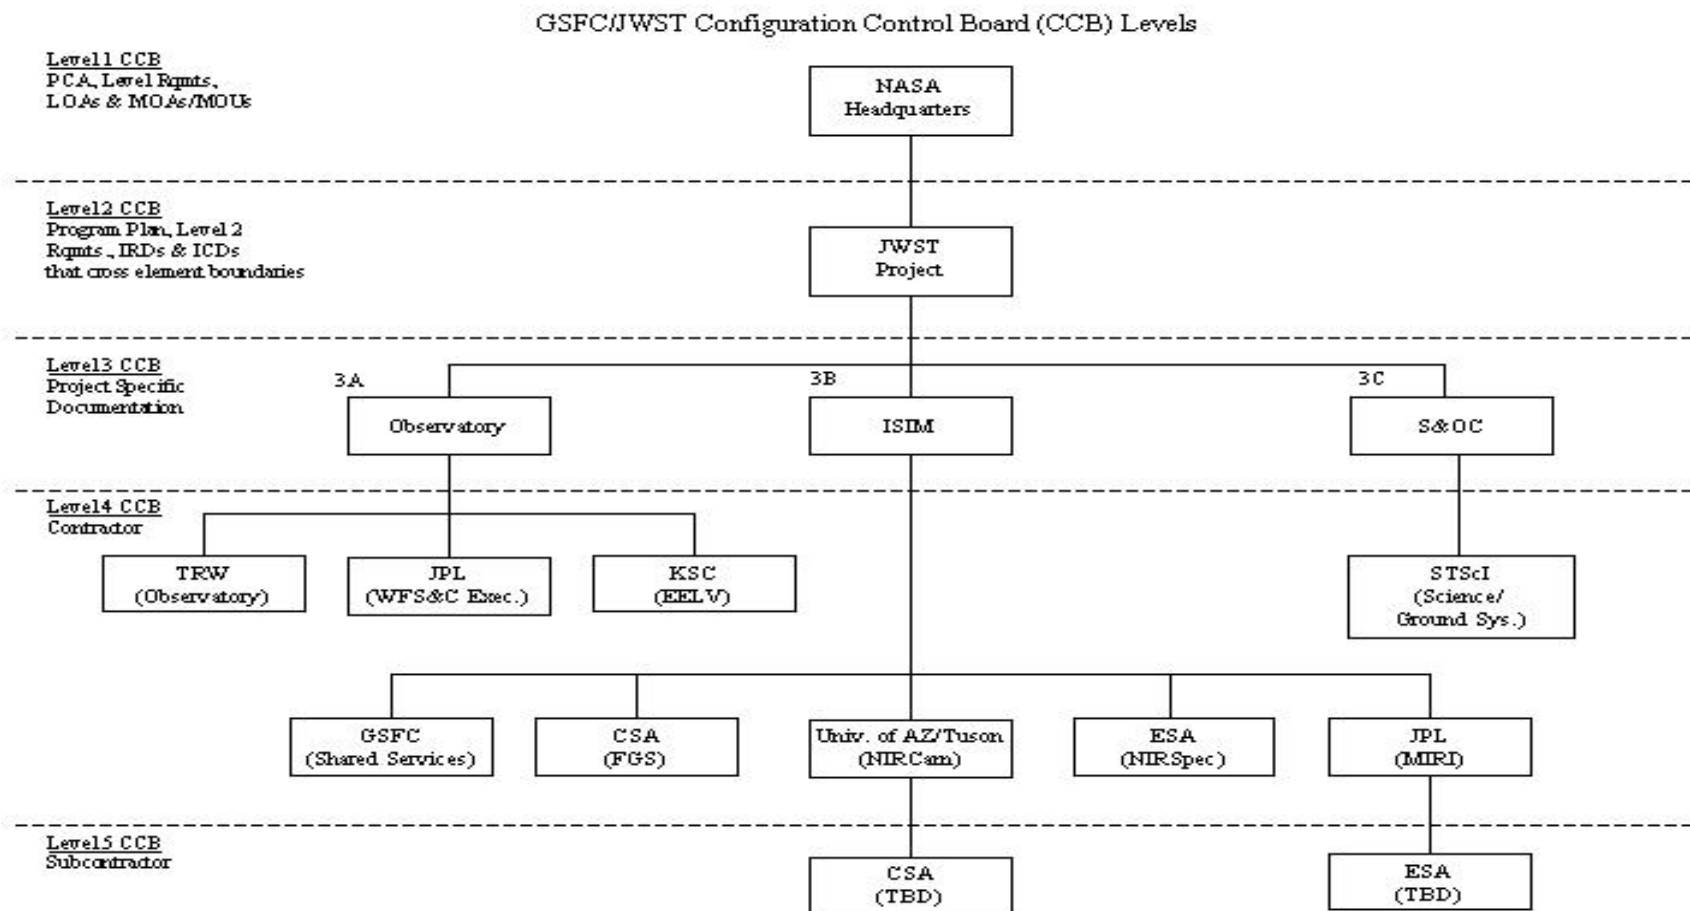 GSFC/JWST Configuration Control Board (CCB) Levels
Level1 CCB
PCA, Level Rqmts,
LOAs & MOAs/MOUs
NASA
Headquarters
Level2 CCB
Program Plan, Level 2
Rqmts., IRDs & ICDs
that cross element boundaries
JWST
Project
Level3 CCB
Project Specific
Documentation
3A
3B
3C
Observatory
ISIM
S&OC
Level4 CCB
Contractor
TRW
(Observatory)
JPL
(WFS&C Exec.)
KSC
(EELV)
STScI
(Science/
Ground Sys.)
GSFC
(Shared Services)
CSA
(FGS)
Univ. of AZ/Tuson
(NIRCam)
ESA
(NIRSpec)
JPL
(MIRI)
Level5 CCB
Subcontractor
CSA
(TBD)
ESA
(TBD)